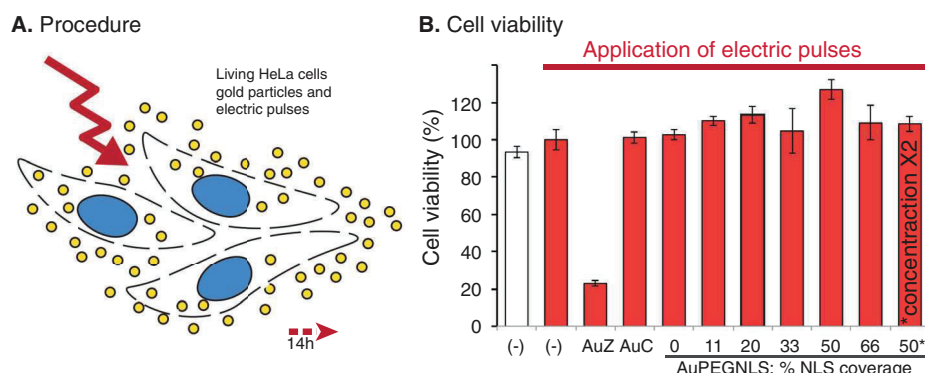 A. Procedure
Living HeLa cells
gold particles and
electric pulses
14h
B. Cell viability
Application of electric pulses
Cell viability (%)
120
100
80
60
40
20
0
*concentraction X2
(-) (-) AuZ AuC 0 11 20 33 50 66 50*
AuPEGNLS: % NLS coverage